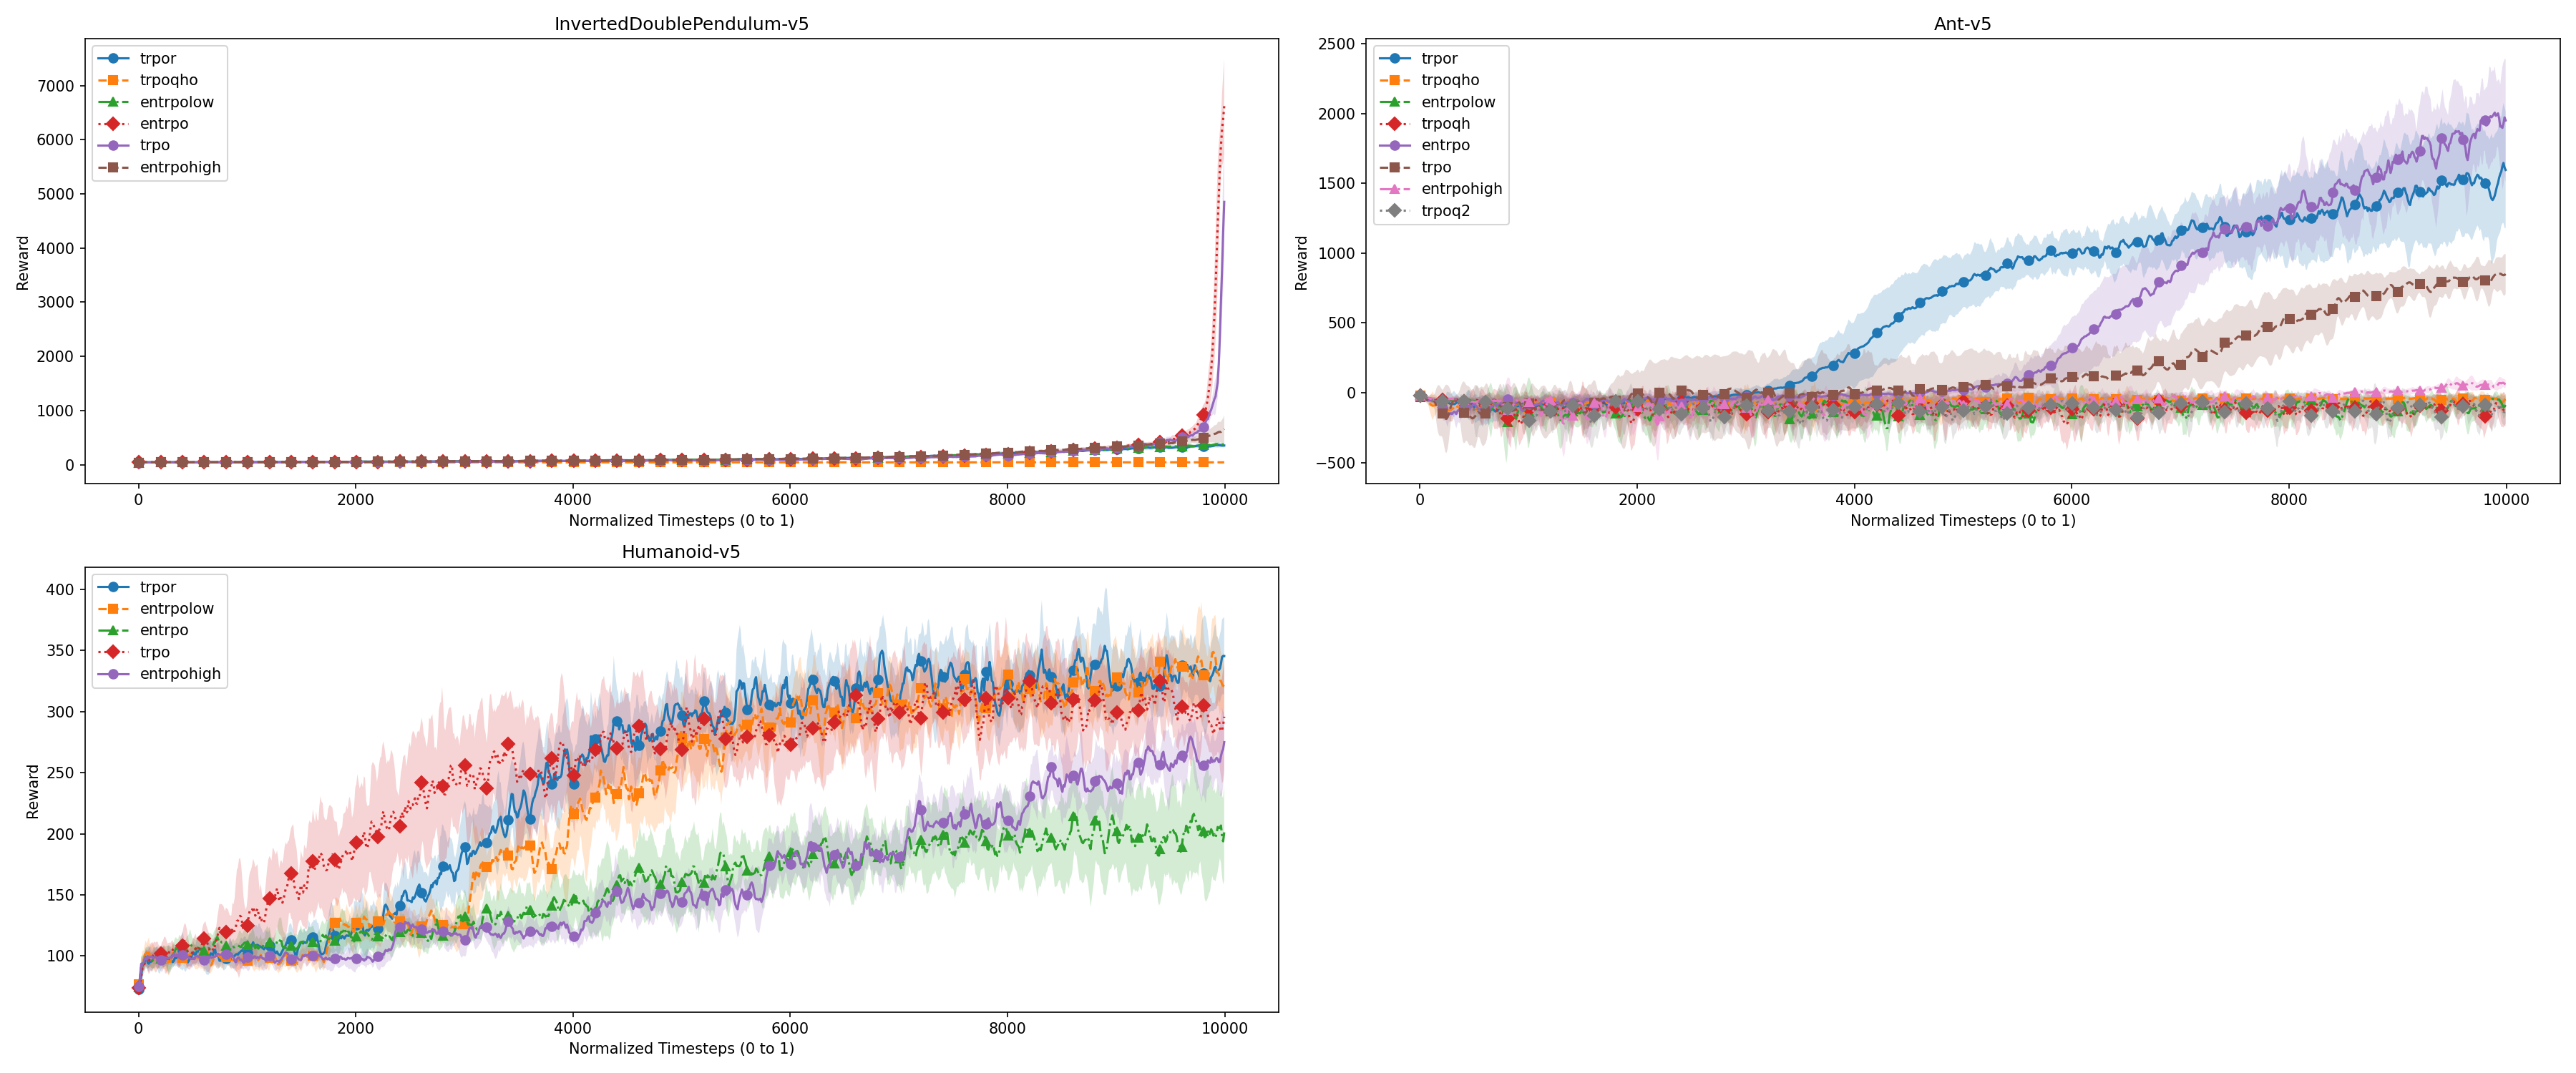 InvertedDoublePendulum-v5
trpor
trpoqho
entrpolow
entrpo
trpo
entrpohigh
7000
6000
5000
4000
3000
2000
1000
0
Reward
0 2000 4000 6000 8000 10000
Normalized Timesteps (0 to 1)
Ant-v5
trpor
trpoqho
entrpolow
trpoqh
entrpo
trpo
entrpohigh
trpoq2
2500
2000
1500
1000
500
0
−500
Reward
0 2000 4000 6000 8000 10000
Normalized Timesteps (0 to 1)
Humanoid-v5
trpor
entrpolow
entrpo
trpo
entrpohigh
400
350
300
250
200
150
100
Reward
0 2000 4000 6000 8000 10000
Normalized Timesteps (0 to 1)